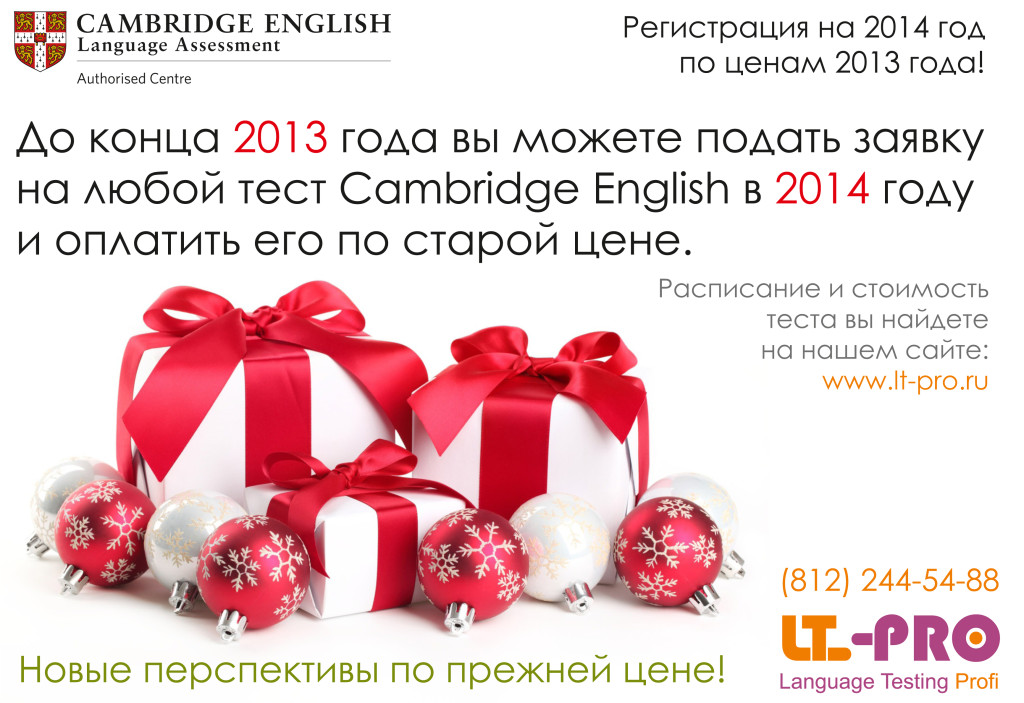 CAMBRIDGE ENGLISH
Language Assessment
Authorised Centre
Регистрация на 2014 год
по ценам 2013 года!
До конца 2013 года вы можете подать заявку
на любой тест Cambridge English в 2014 году
и оплатить его по старой цене.
Расписание и стоимость
теста вы найдете
на нашем сайте:
www.lt-pro.ru
(812) 244-54-88
LT-PRO
Language Testing Profi
Новые перспективы по прежней цене!